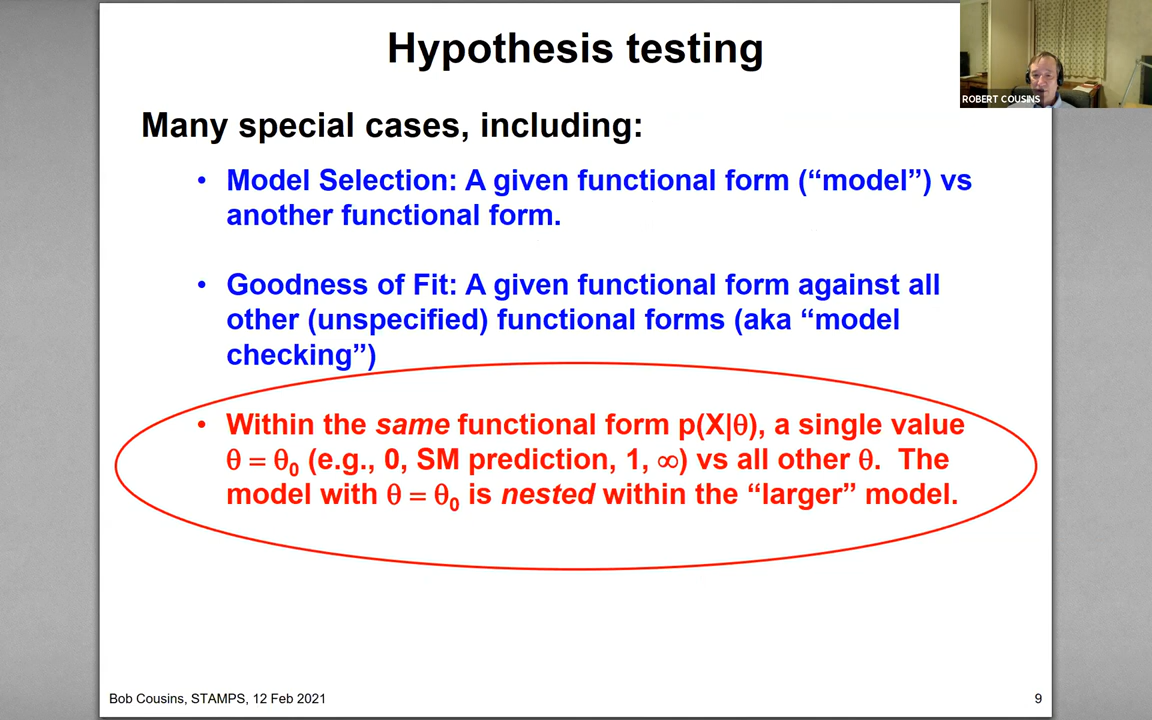 Hypothesis testing
ROBERT COUSINS
Many special cases, including:
• Model Selection: A given functional form (“model”) vs
another functional form.
• Goodness of Fit: A given functional form against all
other (unspecified) functional forms (aka “model
checking”)
• Within the same functional form p(X|θ), a single value
θ = θ₀ (e.g., 0, SM prediction, 1, ∞) vs all other θ. The
model with θ = θ₀ is nested within the “larger” model.
Bob Cousins, STAMPS, 12 Feb 2021
9